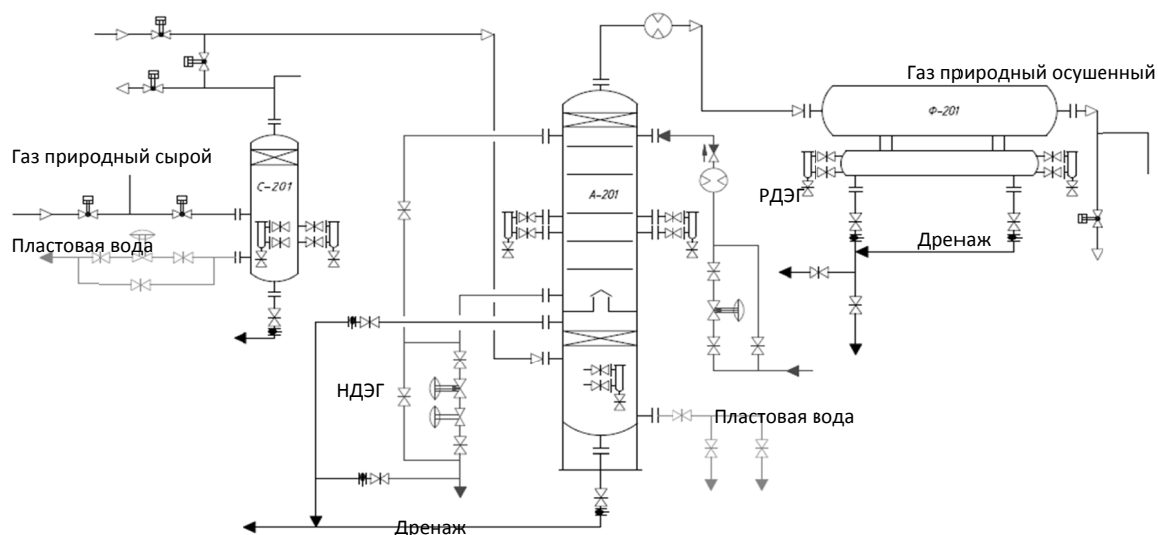 Газ природный осушенный
Ф-201
Газ природный сырой
С-201
А-201
РДЭГ
Пластовая вода
Дренаж
НДЭГ
Пластовая вода
Дренаж